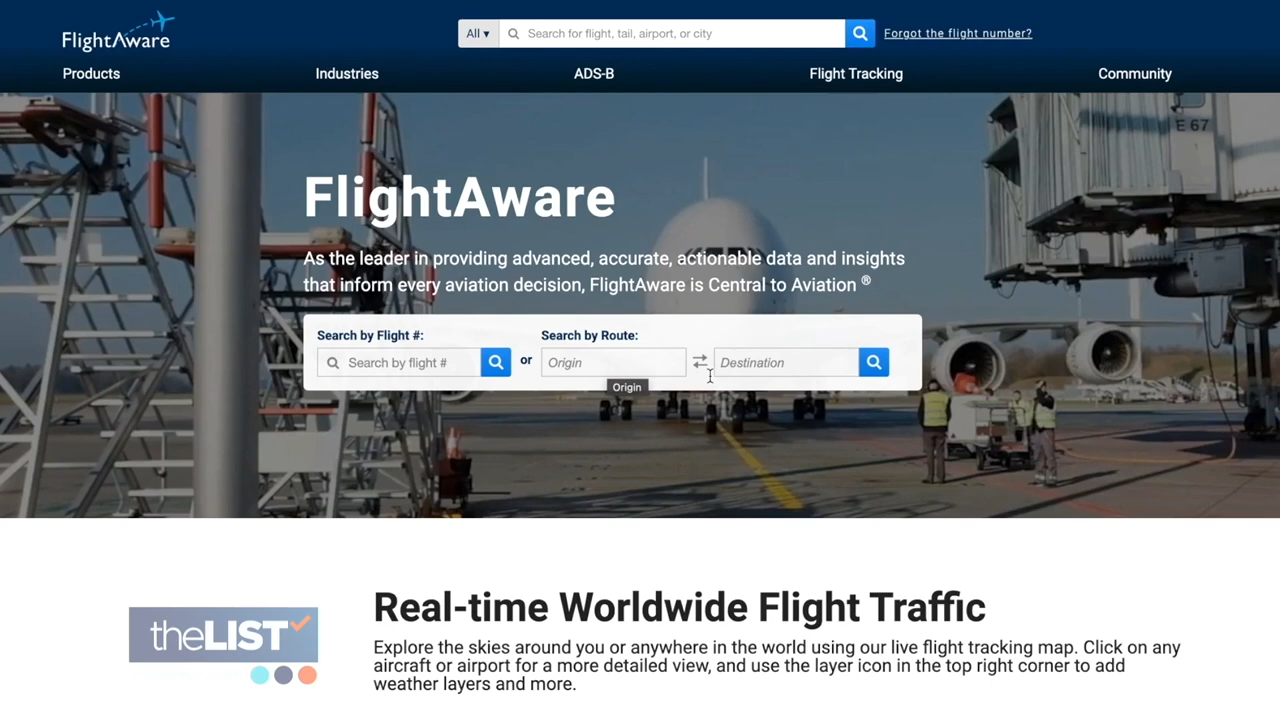 FlightAware
All ▾
Search for flight, tail, airport, or city
Forgot the flight number?
Products
Industries
ADS-B
Flight Tracking
Community
E 67
FlightAware
As the leader in providing advanced, accurate, actionable data and insights
that inform every aviation decision, FlightAware is Central to Aviation ®
Search by Flight #:
Search by flight #
or
Search by Route:
Origin
Destination
Origin
theLIST
Real-time Worldwide Flight Traffic
Explore the skies around you or anywhere in the world using our live flight tracking map. Click on any
aircraft or airport for a more detailed view, and use the layer icon in the top right corner to add
weather layers and more.